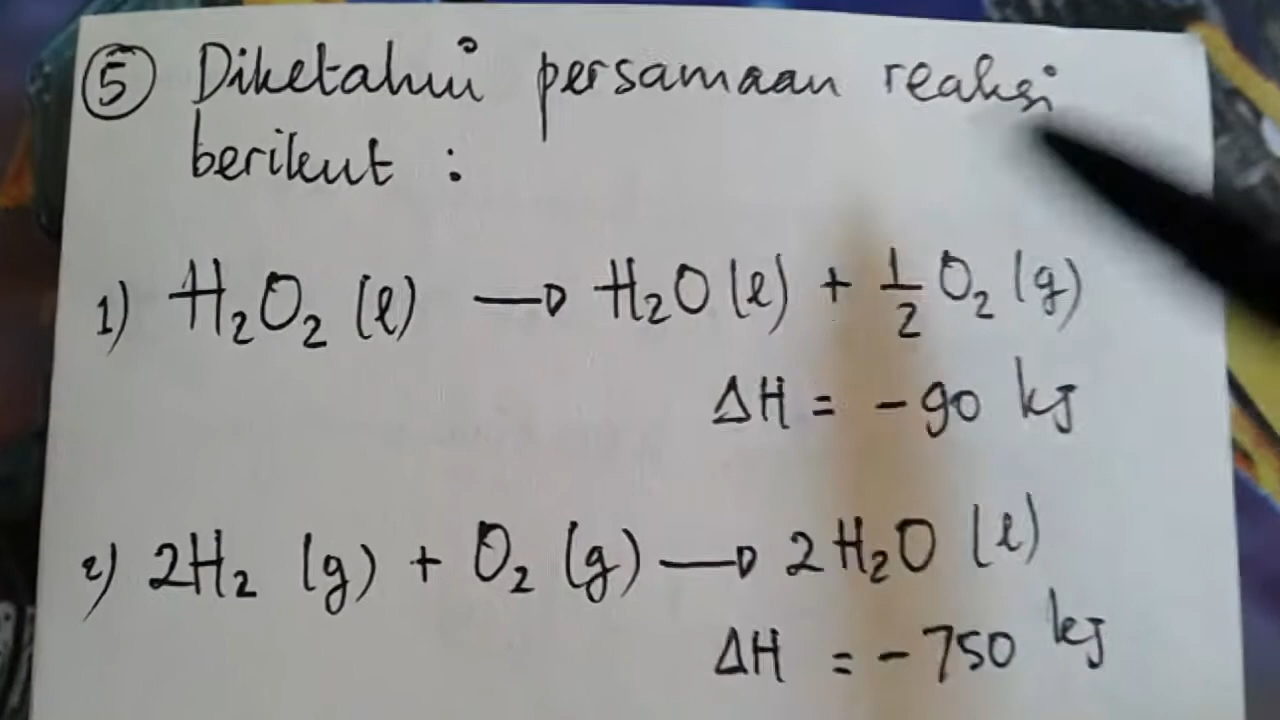 ⑤ Diketahui persamaan reaksi
berikut :
1) H₂O₂ (l) → H₂O (l) + 1/2 O₂ (g)
ΔH = -90 kJ
2) 2H₂ (g) + O₂ (g) → 2H₂O (l)
ΔH = -750 kJ